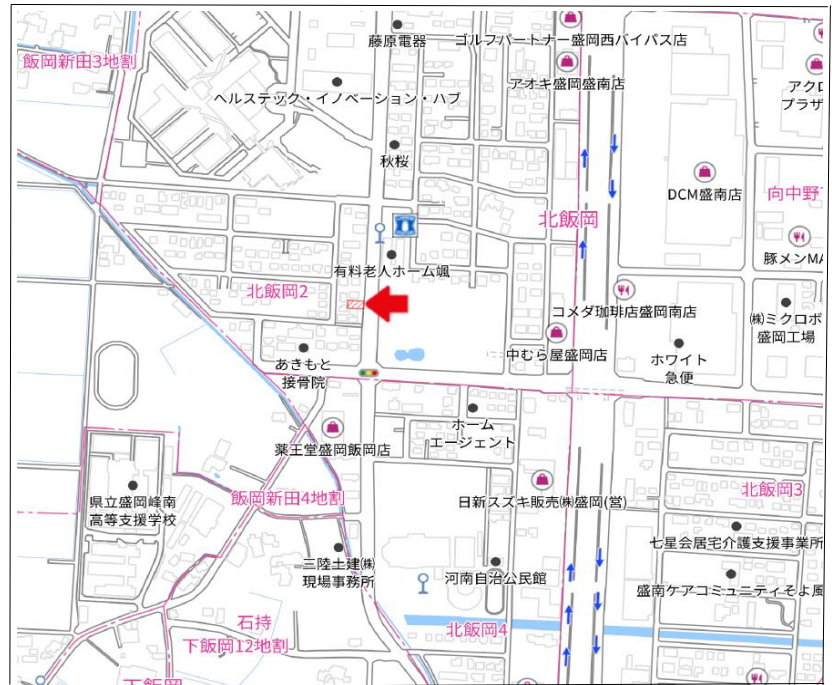 藤原電器
ゴルフパートナー盛岡西バイパス店
飯岡新田3地割
アオキ盛岡盛南店
ヘルステック・イノベーション・ハブ
アクロ
プラザ
秋桜
DCM盛南店
向中野
北飯岡
豚メンMA
有料老人ホーム颯
北飯岡2
コメダ珈琲店盛岡南店
㈱ミクロボ
盛岡工場
中むら屋盛岡店
ホワイト
急便
あきもと
接骨院
ホーム
エージェント
薬王堂盛岡飯岡店
県立盛岡峰南
高等支援学校
飯岡新田4地割
日新スズキ販売㈱盛岡(営)
北飯岡3
七星会居宅介護支援事業所
三陸土建㈱
現場事務所
河南自治公民館
盛南ケアコミュニティそよ風
石持
下飯岡12地割
北飯岡4
下飯岡